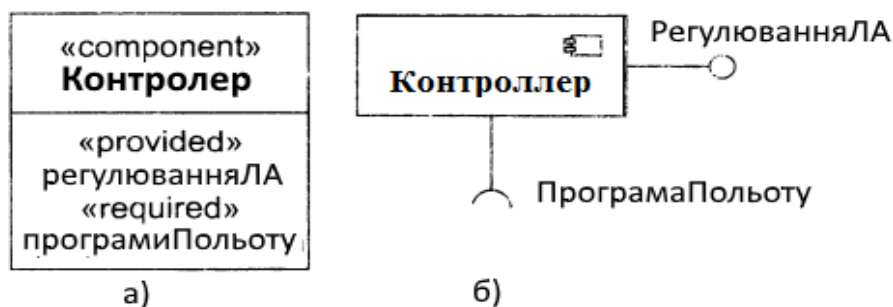 «component»
Контролер
«provided»
регулюванняЛА
«required»
програмиПольоту
а)
Контроллер
РегулюванняЛА
ПрограмаПольоту
б)